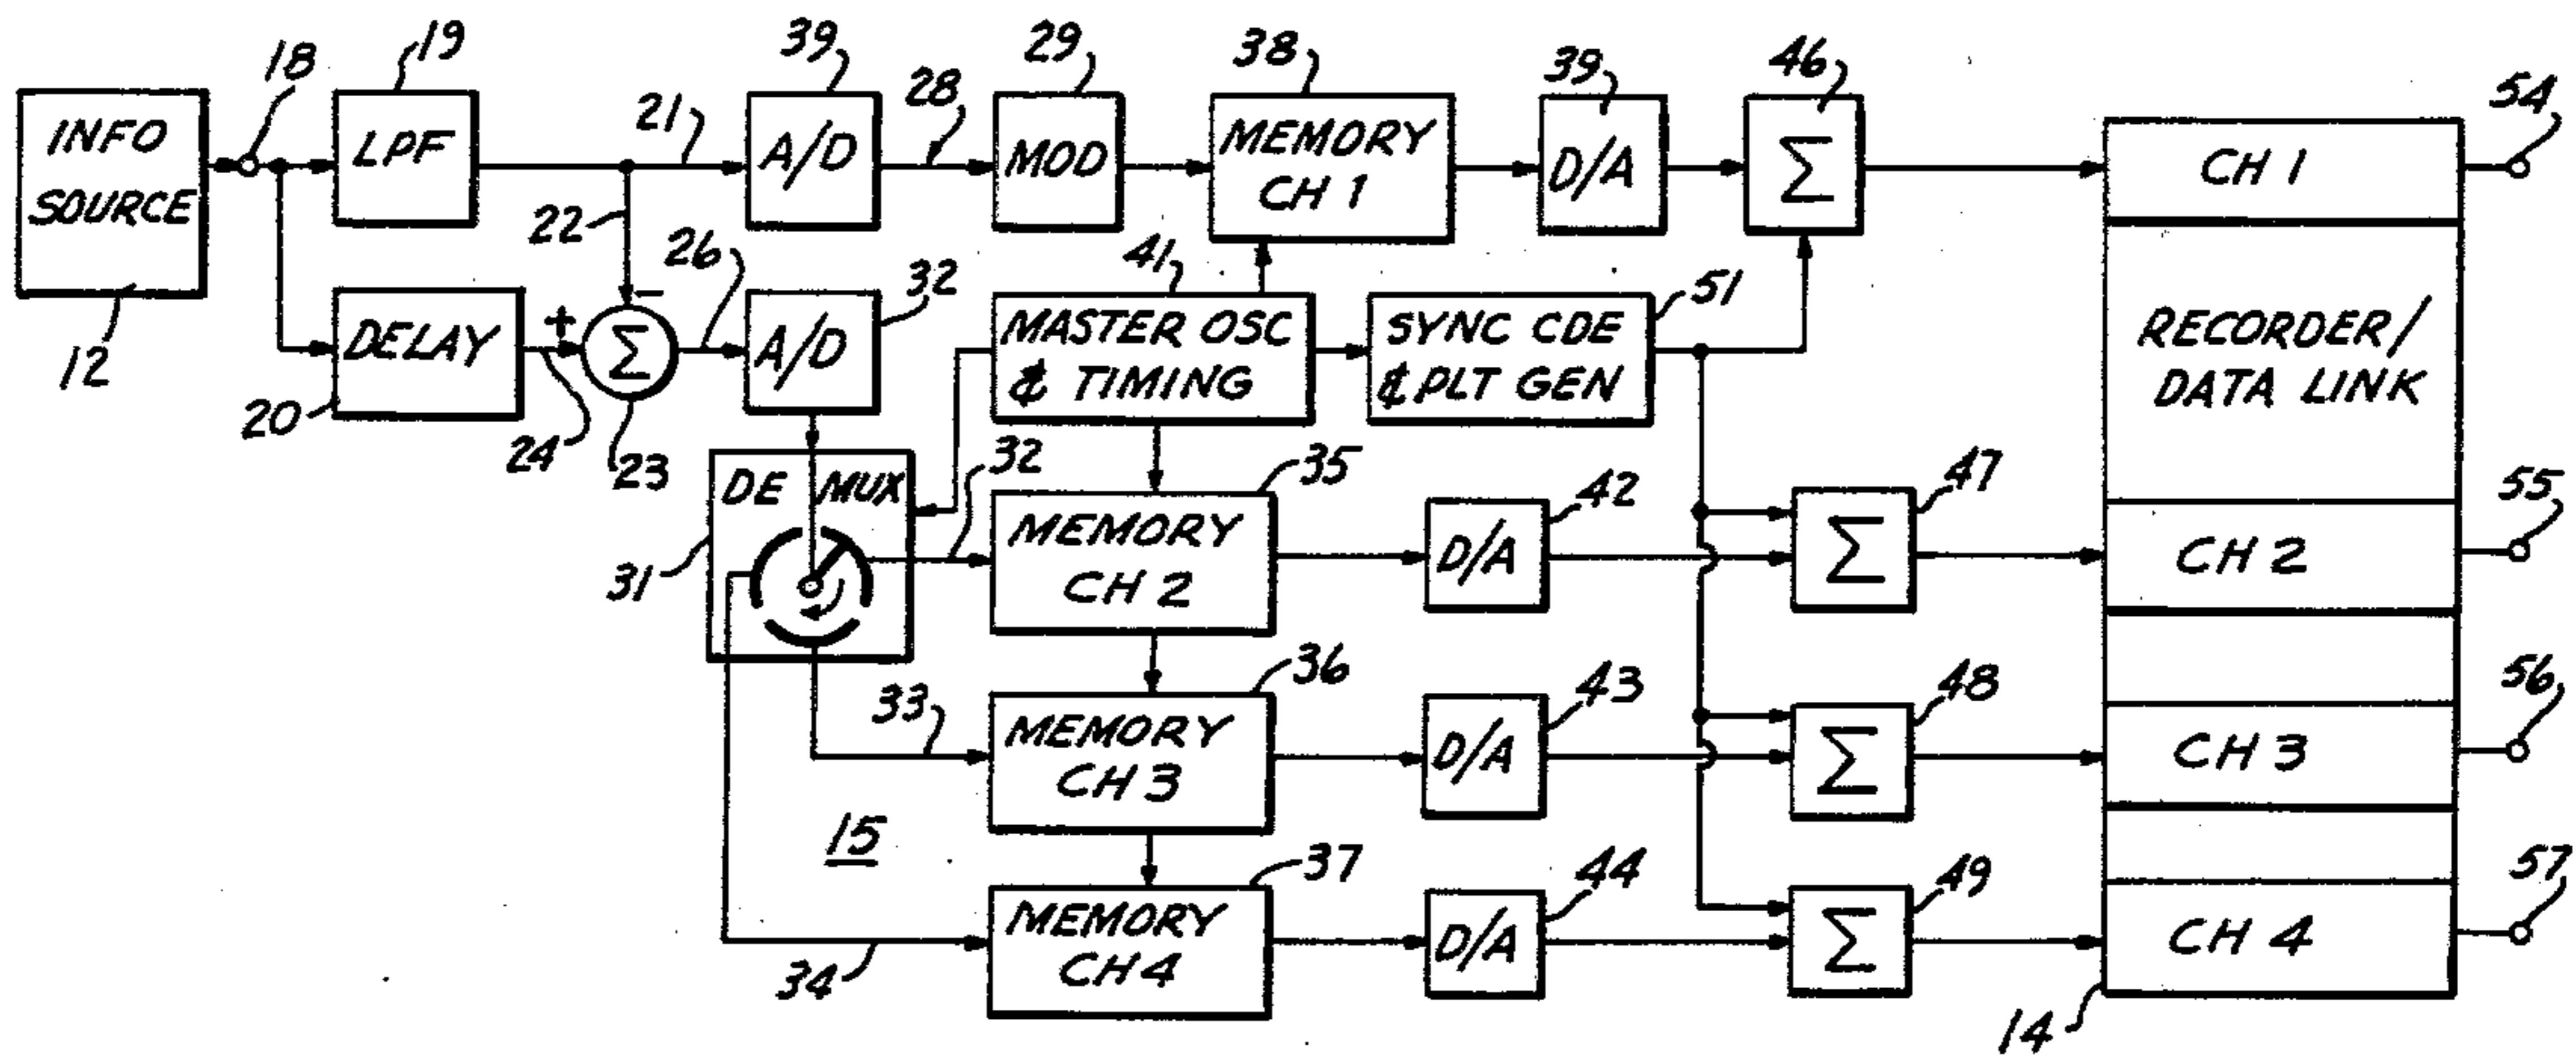 18
19
39
29
38
39
46
54
INFO
SOURCE
LPF
21
A/D
28
MOD
MEMORY
CH 1
D/A
Σ
CH 1
22
26
32
41
51
12
DELAY
+
−
Σ
A/D
MASTER OSC
& TIMING
SYNC CDE
& PLT GEN
RECORDER/
DATA LINK
20
24
23
32
35
42
47
55
DE MUX
31
MEMORY
CH 2
D/A
Σ
CH 2
33
36
43
48
56
MEMORY
CH 3
D/A
Σ
CH 3
15
37
44
49
57
34
MEMORY
CH 4
D/A
Σ
CH 4
14